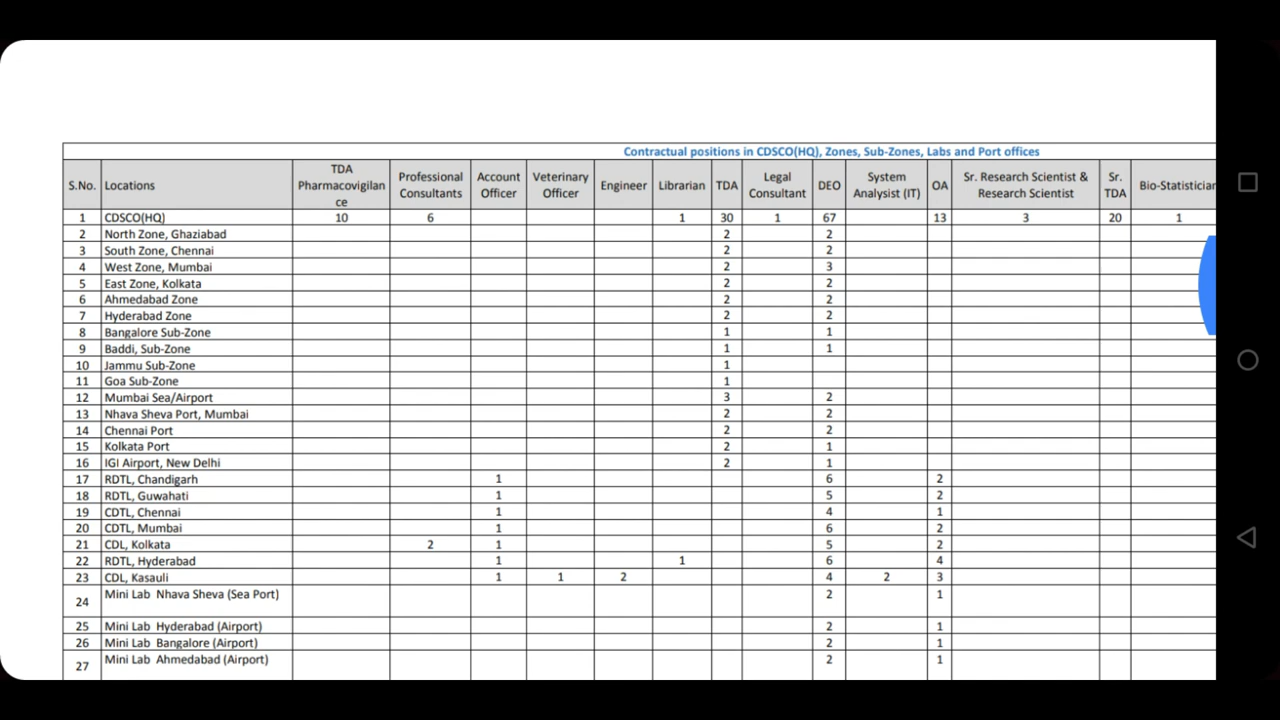 Contractual positions in CDSCO(HQ), Zones, Sub-Zones, Labs and Port offices
S.No. Locations TDA Pharmacovigilan ce Professional Consultants Account Officer Veterinary Officer Engineer Librarian TDA Legal Consultant DEO System Analyst (IT) OA Sr. Research Scientist & Research Scientist Sr. TDA Bio-Statistician
1 CDSCO(HQ) 10 6 1 30 1 67 13 3 20 1
2 North Zone, Ghaziabad 2 2
3 South Zone, Chennai 2 2
4 West Zone, Mumbai 2 3
5 East Zone, Kolkata 2 2
6 Ahmedabad Zone 2 2
7 Hyderabad Zone 2 2
8 Bangalore Sub-Zone 1 1
9 Baddi, Sub-Zone 1 1
10 Jammu Sub-Zone 1
11 Goa Sub-Zone 1
12 Mumbai Sea/Airport 3 2
13 Nhava Sheva Port, Mumbai 2 2
14 Chennai Port 2 2
15 Kolkata Port 2 1
16 IGI Airport, New Delhi 2 1
17 RDTL, Chandigarh 1 6 2
18 RDTL, Guwahati 1 5 2
19 CDTL, Chennai 1 4 1
20 CDTL, Mumbai 1 6 2
21 CDL, Kolkata 2 1 5 2
22 RDTL, Hyderabad 1 1 6 4
23 CDL, Kasauli 1 1 2 4 2 3
24 Mini Lab Nhava Sheva (Sea Port) 2 1
25 Mini Lab Hyderabad (Airport) 2 1
26 Mini Lab Bangalore (Airport) 2 1
27 Mini Lab Ahmedabad (Airport) 2 1